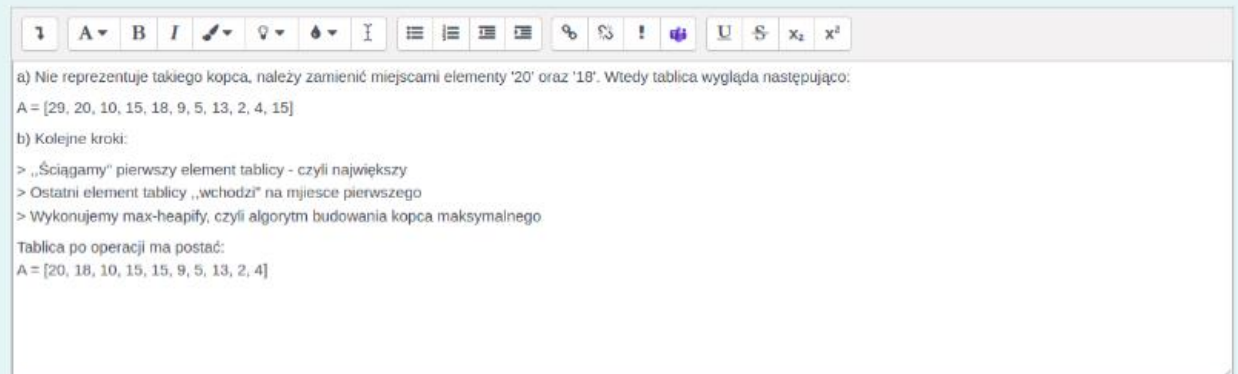 A B I U S x₂ x²
a) Nie reprezentuje takiego kopca, należy zamienić miejscami elementy '20' oraz '18'. Wtedy tablica wygląda następująco:
A = [29, 20, 10, 15, 18, 9, 5, 13, 2, 4, 15]
b) Kolejne kroki:
> ,,Ściągamy" pierwszy element tablicy - czyli największy
> Ostatni element tablicy ,,wchodzi" na mjiesce pierwszego
> Wykonujemy max-heapify, czyli algorytm budowania kopca maksymalnego
Tablica po operacji ma postać:
A = [20, 18, 10, 15, 15, 9, 5, 13, 2, 4]